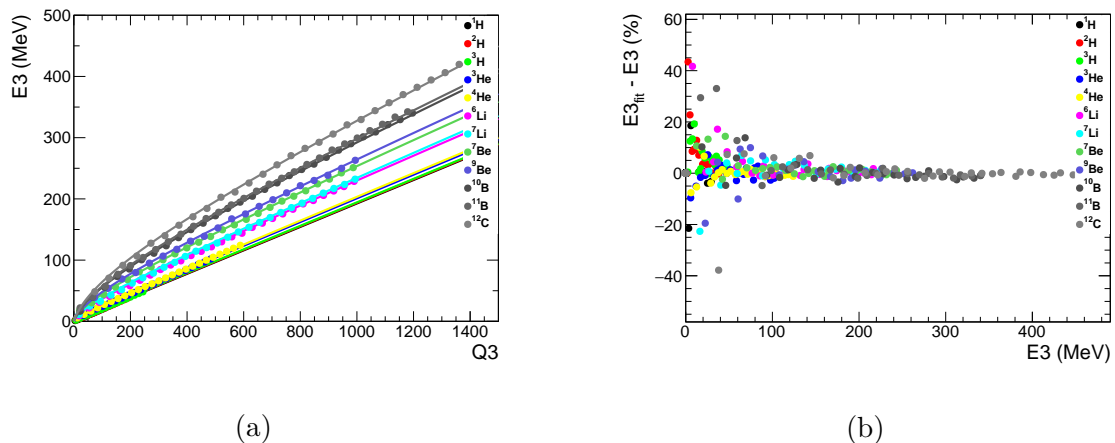 E3 (MeV)
500
400
300
200
100
0
0 200 400 600 800 1000 1200 1400
Q3
¹H
²H
³H
³He
⁴He
⁶Li
⁷Li
⁷Be
⁹Be
¹⁰B
¹¹B
¹²C
(a)
E3fit - E3 (%)
60
40
20
0
−20
−40
0 100 200 300 400
E3 (MeV)
¹H
²H
³H
³He
⁴He
⁶Li
⁷Li
⁷Be
⁹Be
¹⁰B
¹¹B
¹²C
(b)